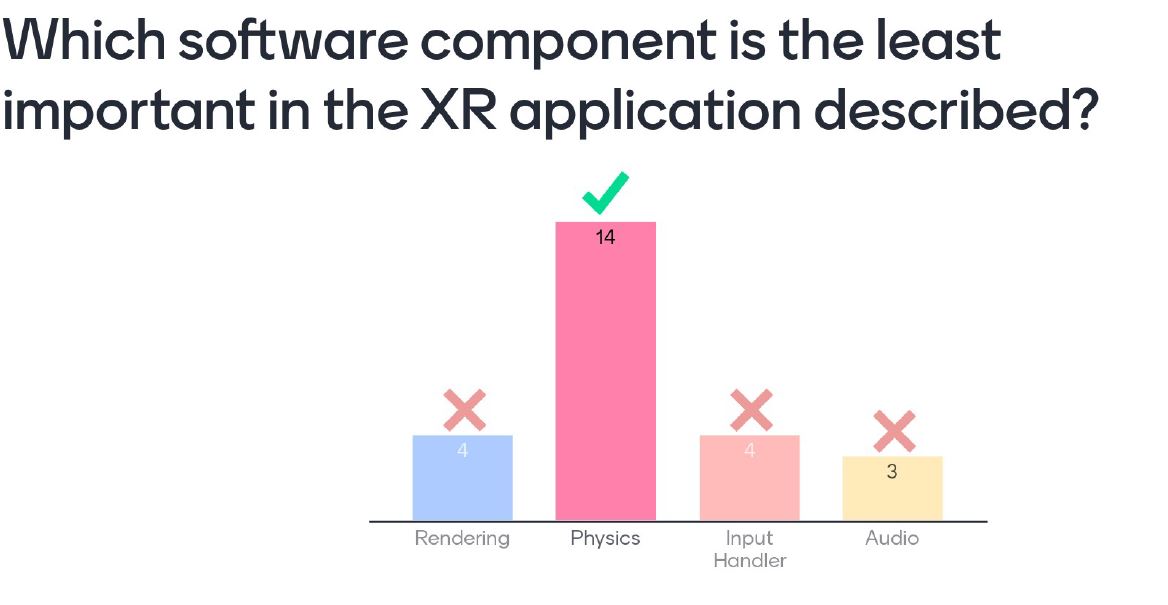 Which software component is the least
important in the XR application described?
14
4
4
3
Rendering
Physics
Input
Handler
Audio